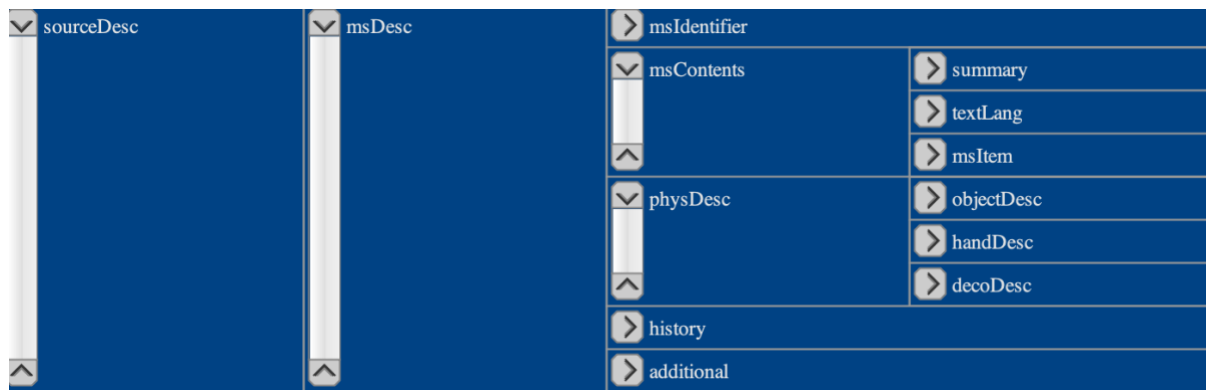 sourceDesc
msDesc
msIdentifier
msContents
summary
textLang
msItem
physDesc
objectDesc
handDesc
decoDesc
history
additional